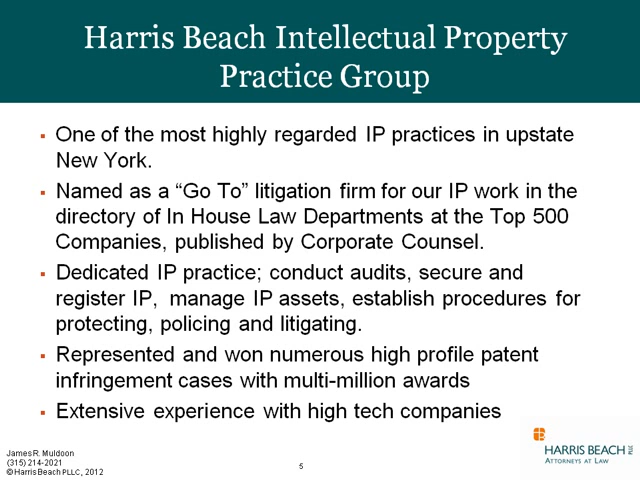 Harris Beach Intellectual Property
Practice Group
▪ One of the most highly regarded IP practices in upstate
New York.
▪ Named as a “Go To” litigation firm for our IP work in the
directory of In House Law Departments at the Top 500
Companies, published by Corporate Counsel.
▪ Dedicated IP practice; conduct audits, secure and
register IP,  manage IP assets, establish procedures for
protecting, policing and litigating.
▪ Represented and won numerous high profile patent
infringement cases with multi-million awards
▪ Extensive experience with high tech companies
James R. Muldoon
(315) 214-2021
© Harris Beach PLLC, 2012
5
HARRIS BEACH PLLC
ATTORNEYS AT LAW